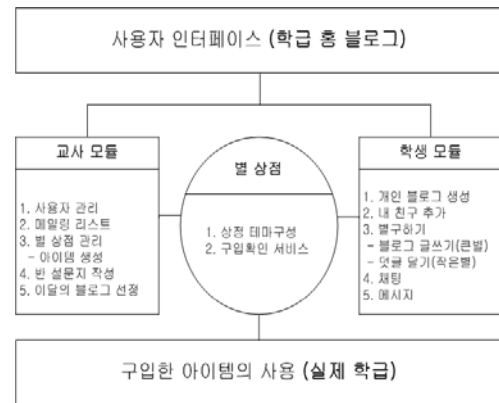 사용자 인터페이스 (학급 홈 블로그)
교사 모듈
1. 사용자 관리
2. 메일링 리스트
3. 별 상점 관리
- 아이템 생성
4. 반 설문지 작성
5. 이달의 블로그 선정
별 상점
1. 상점 테마구성
2. 구입확인 서비스
학생 모듈
1. 개인 블로그 생성
2. 내 친구 추가
3. 별구하기
- 블로그 글쓰기(큰별)
- 댓글 달기(작은별)
4. 채팅
5. 메시지
구입한 아이템의 사용 (실제 학급)